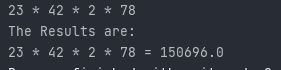 23 * 42 * 2 * 78
The Results are:
23 * 42 * 2 * 78 = 150696.0